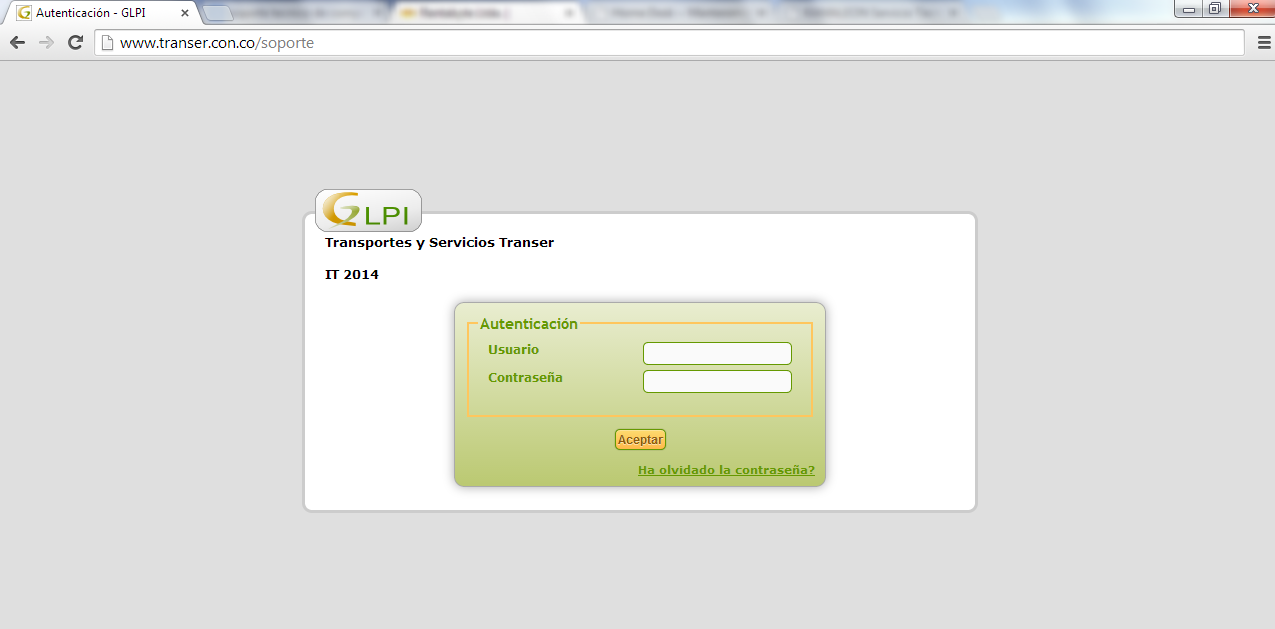 Autenticación - GLPI
www.transer.con.co/soporte
GLPI
Transportes y Servicios Transer
IT 2014
Autenticación
Usuario
Contraseña
Aceptar
Ha olvidado la contraseña?